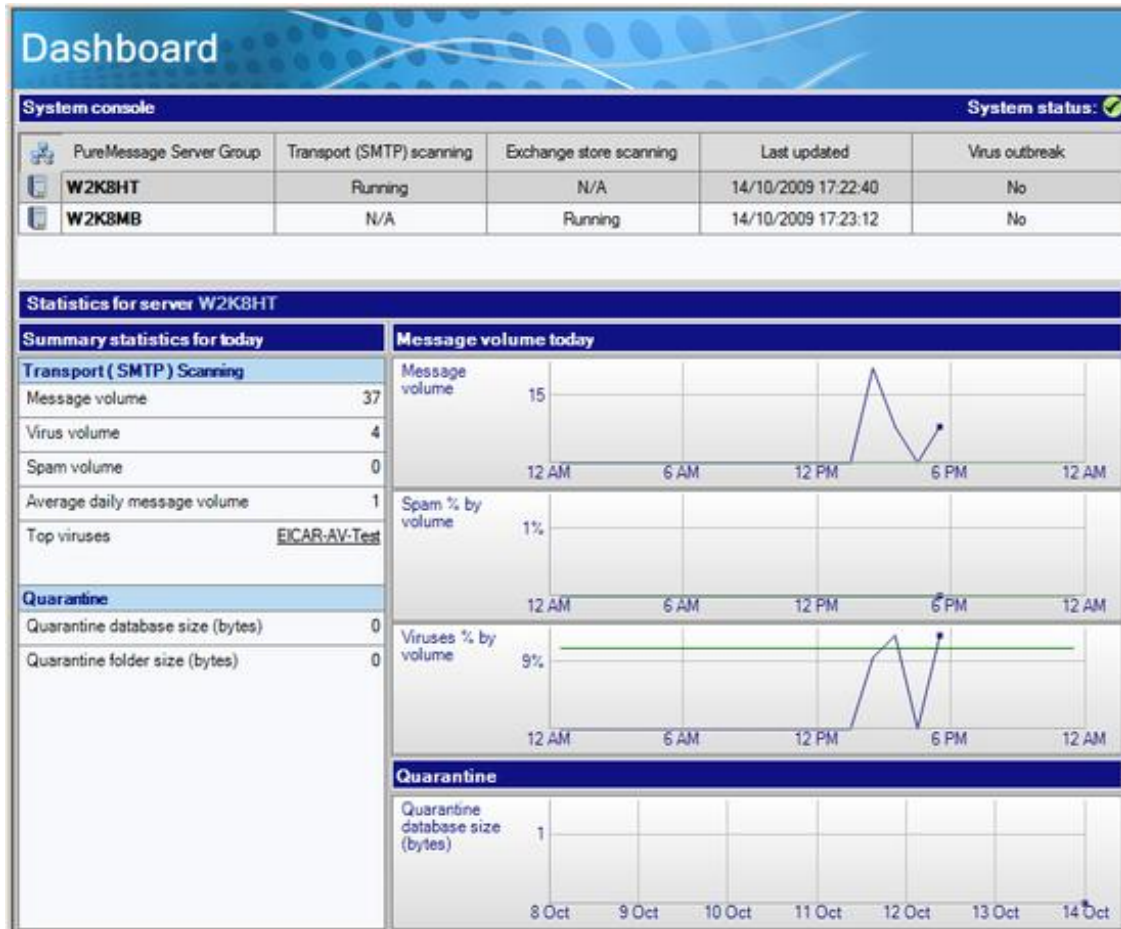 Dashboard
System console System status:
PureMessage Server Group Transport (SMTP) scanning Exchange store scanning Last updated Virus outbreak
W2K8HT Running N/A 14/10/2009 17:22:40 No
W2K8MB N/A Running 14/10/2009 17:23:12 No
Statistics for server W2K8HT
Summary statistics for today
Transport ( SMTP ) Scanning
Message volume 37
Virus volume 4
Spam volume 0
Average daily message volume 1
Top viruses EICAR-AV-Test
Quarantine
Quarantine database size (bytes) 0
Quarantine folder size (bytes) 0
Message volume today
Message
volume
15
12 AM 6 AM 12 PM 6 PM 12 AM
Spam % by
volume
1%
12 AM 6 AM 12 PM 6 PM 12 AM
Viruses % by
volume
9%
12 AM 6 AM 12 PM 6 PM 12 AM
Quarantine
Quarantine
database size
(bytes)
1
8 Oct 9 Oct 10 Oct 11 Oct 12 Oct 13 Oct 14 Oct